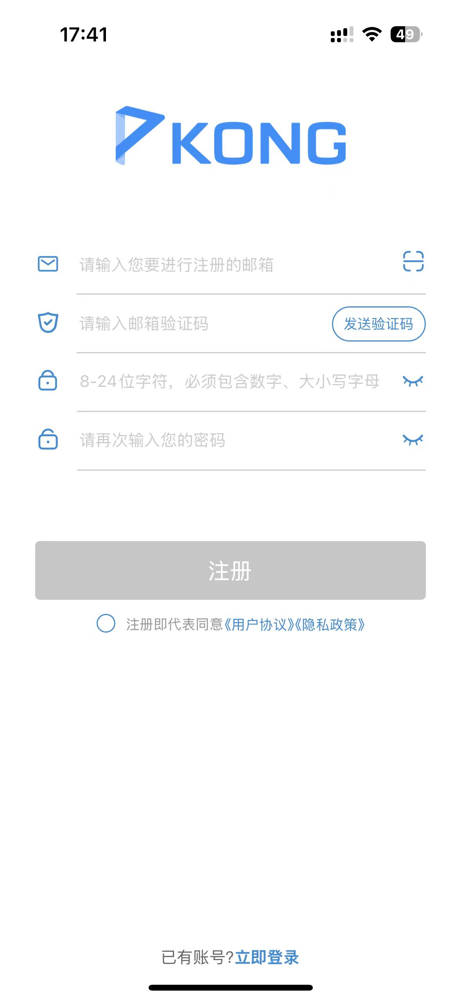 17:41
49
KONG
请输入您要进行注册的邮箱
请输入邮箱验证码
发送验证码
8-24位字符，必须包含数字、大小写字母
请再次输入您的密码
注册
注册即代表同意《用户协议》《隐私政策》
已有账号?立即登录